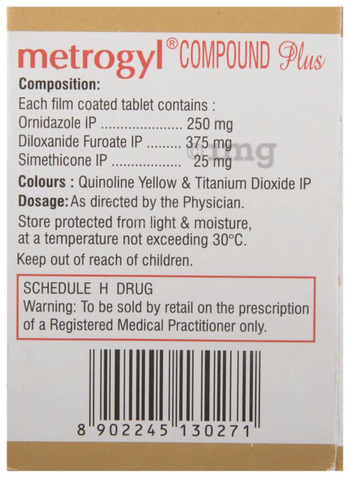 metrogyl® COMPOUND Plus
Composition:
Each film coated tablet contains :
Ornidazole IP ..................... 250 mg
Diloxanide Furoate IP ........ 375 mg
Simethicone IP .................. 25 mg
Colours : Quinoline Yellow & Titanium Dioxide IP
Dosage: As directed by the Physician.
Store protected from light & moisture,
at a temperature not exceeding 30°C.
Keep out of reach of children.
SCHEDULE H DRUG
Warning: To be sold by retail on the prescription
of a Registered Medical Practitioner only.
8 902245 130271